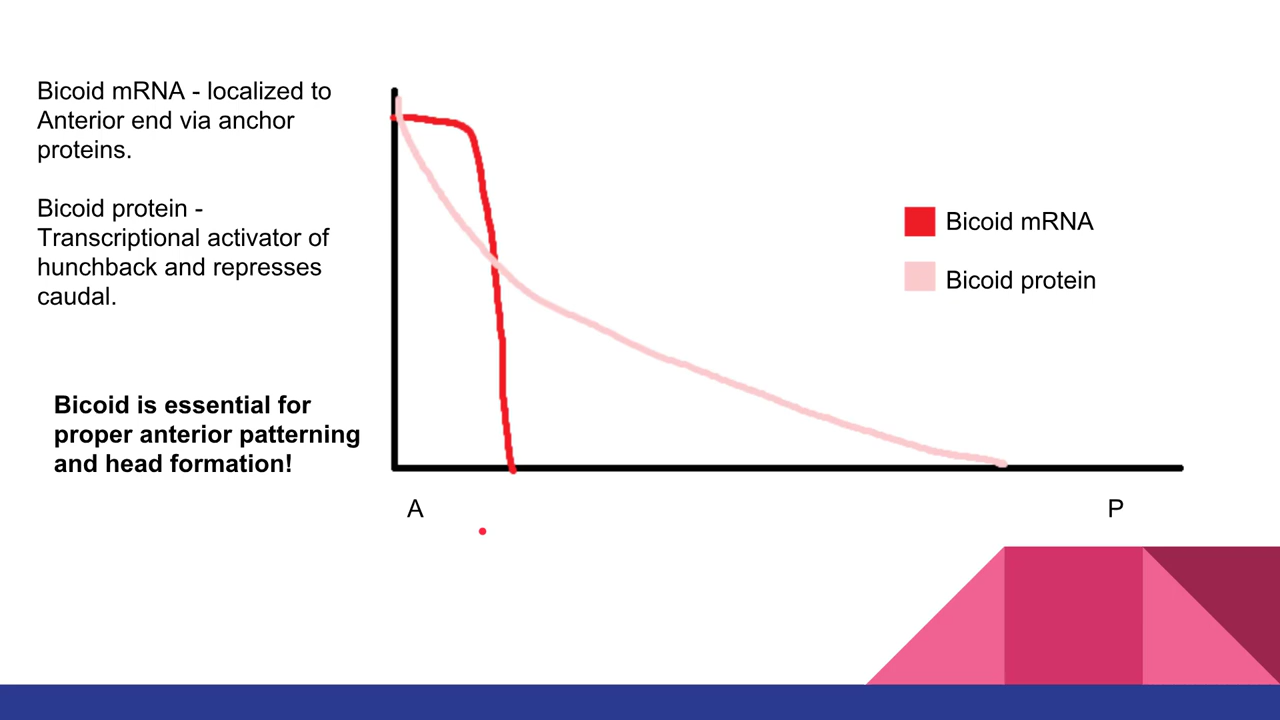 Bicoid mRNA - localized to
Anterior end via anchor
proteins.
Bicoid protein -
Transcriptional activator of
hunchback and represses
caudal.
Bicoid is essential for
proper anterior patterning
and head formation!
Bicoid mRNA
Bicoid protein
A
P